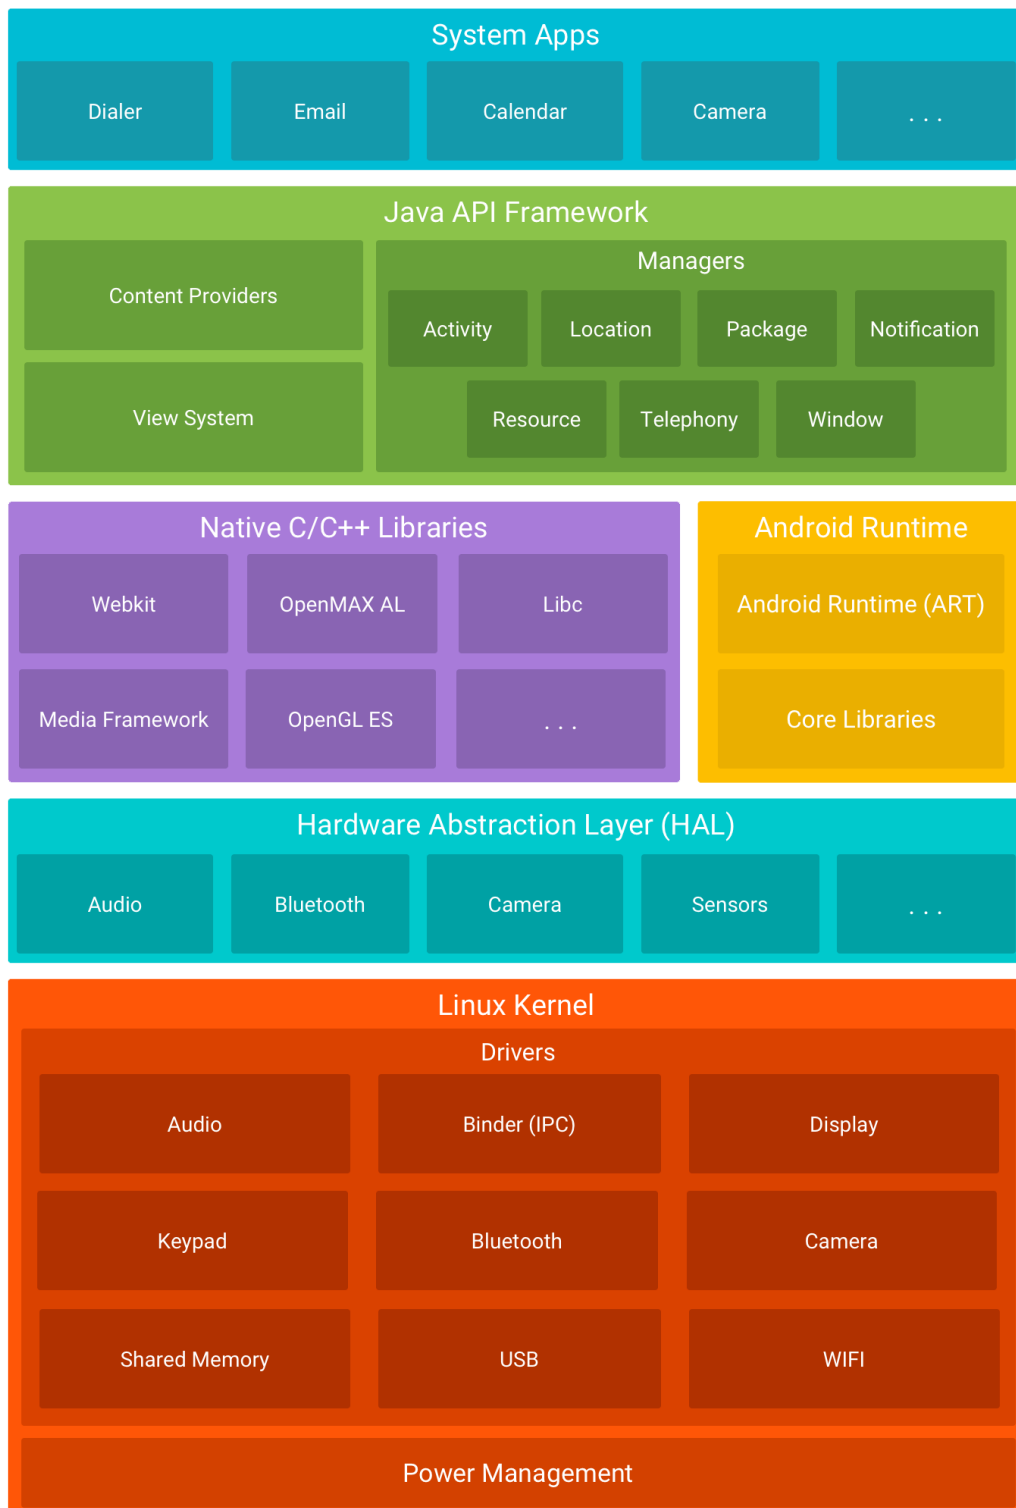 System Apps
Dialer
Email
Calendar
Camera
. . .
Java API Framework
Content Providers
View System
Managers
Activity
Location
Package
Notification
Resource
Telephony
Window
Native C/C++ Libraries
Webkit
OpenMAX AL
Libc
Media Framework
OpenGL ES
. . .
Android Runtime
Android Runtime (ART)
Core Libraries
Hardware Abstraction Layer (HAL)
Audio
Bluetooth
Camera
Sensors
. . .
Linux Kernel
Drivers
Audio
Binder (IPC)
Display
Keypad
Bluetooth
Camera
Shared Memory
USB
WIFI
Power Management